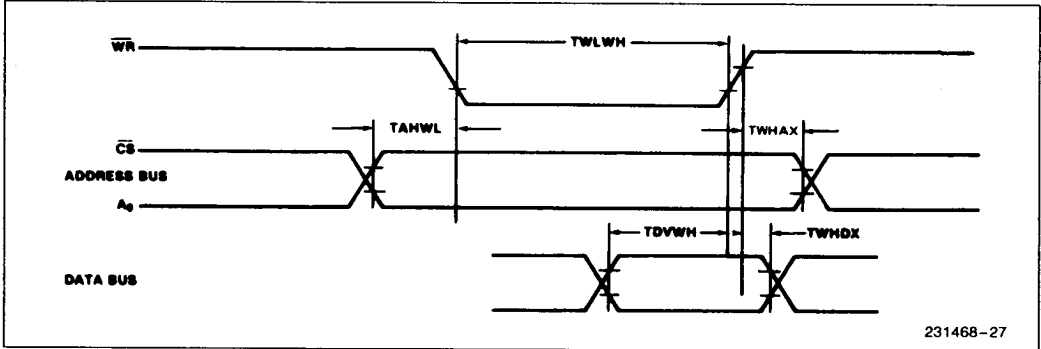 WR
TWLWH
TAHWL
TWHAX
CS
ADDRESS BUS
A0
TDVWH
TWHDX
DATA BUS
231468-27